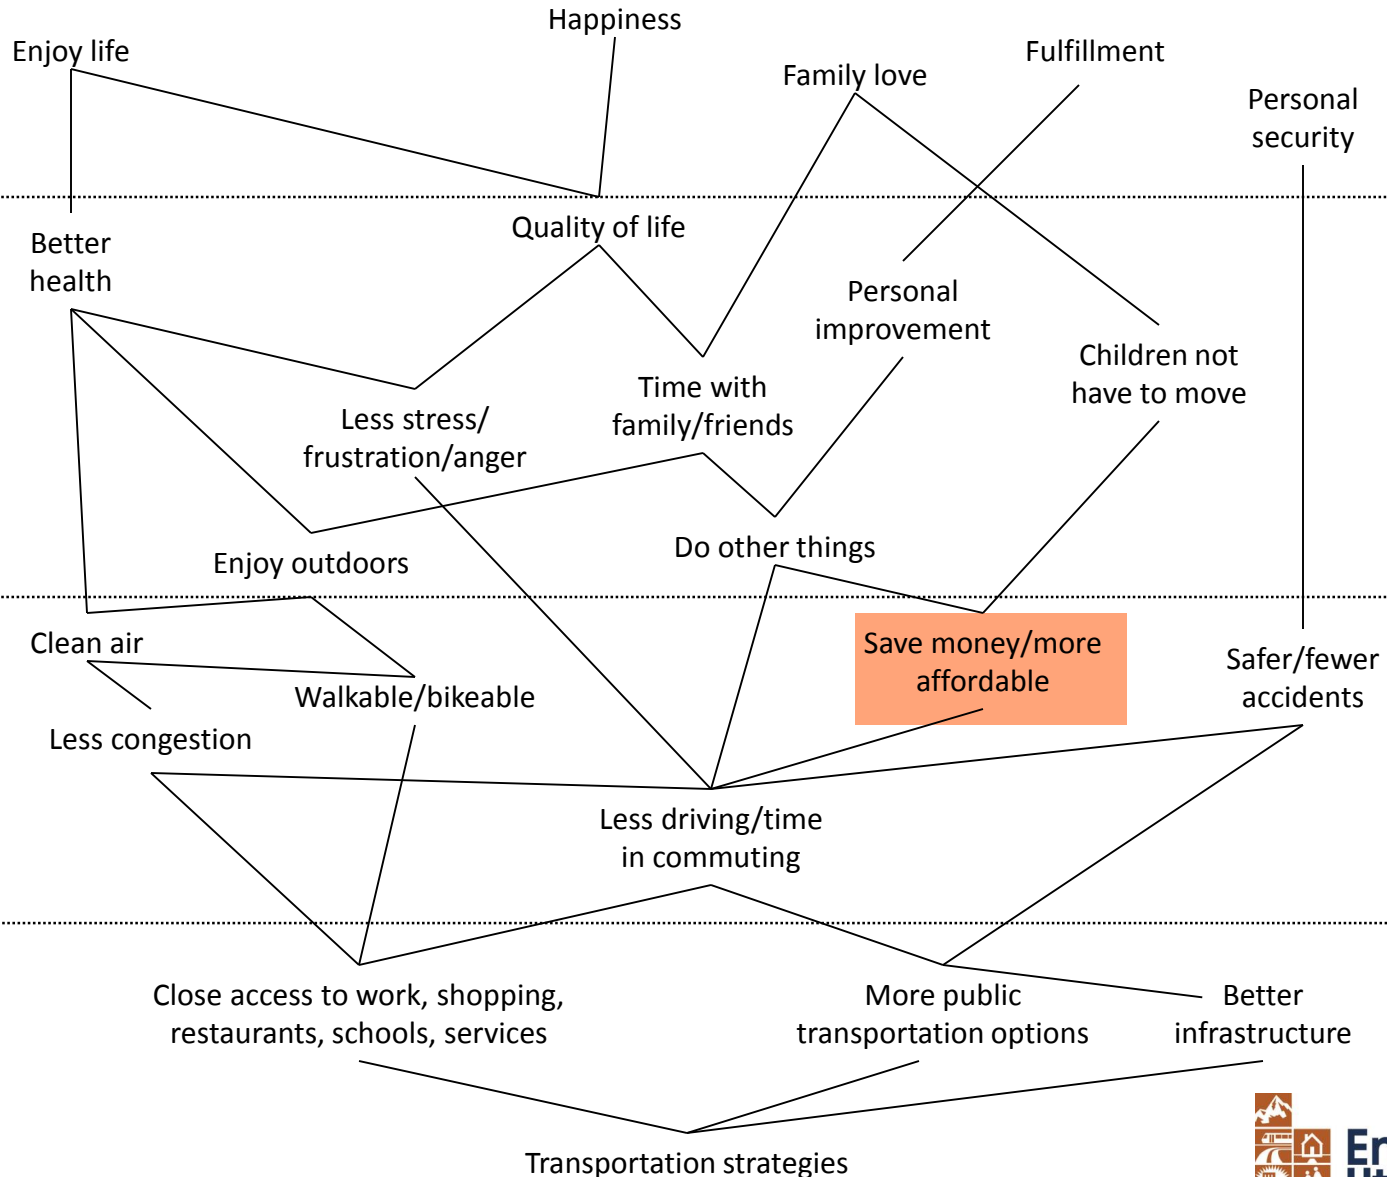 Happiness
Enjoy life
Fulfillment
Family love
Personal
security
Quality of life
Better
health
Personal
improvement
Children not
have to move
Time with
family/friends
Less stress/
frustration/anger
Do other things
Enjoy outdoors
Clean air
Save money/more
affordable
Safer/fewer
accidents
Walkable/bikeable
Less congestion
Less driving/time
in commuting
Close access to work, shopping,
restaurants, schools, services
More public
transportation options
Better
infrastructure
Transportation strategies